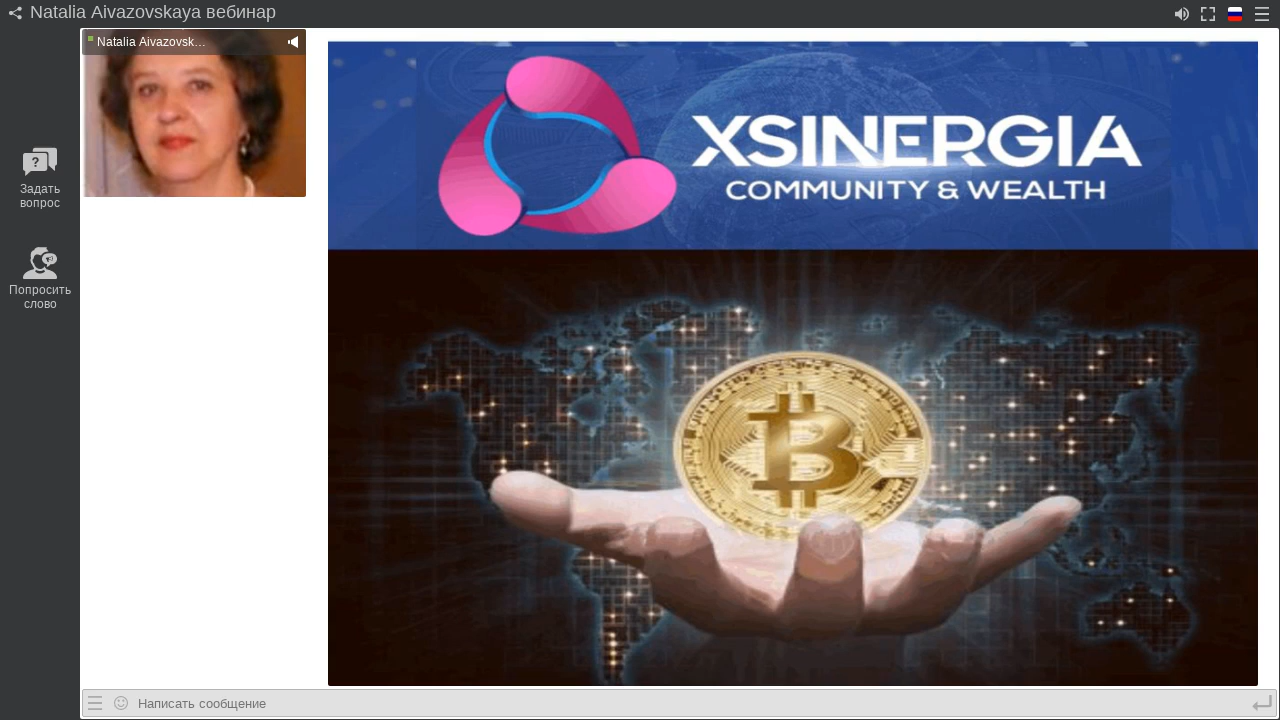 Natalia Aivazovskaya вебинар
Natalia Aivazovsk…
Задать
вопрос
Попросить
слово
XSINERGIA
COMMUNITY & WEALTH
Написать сообщение